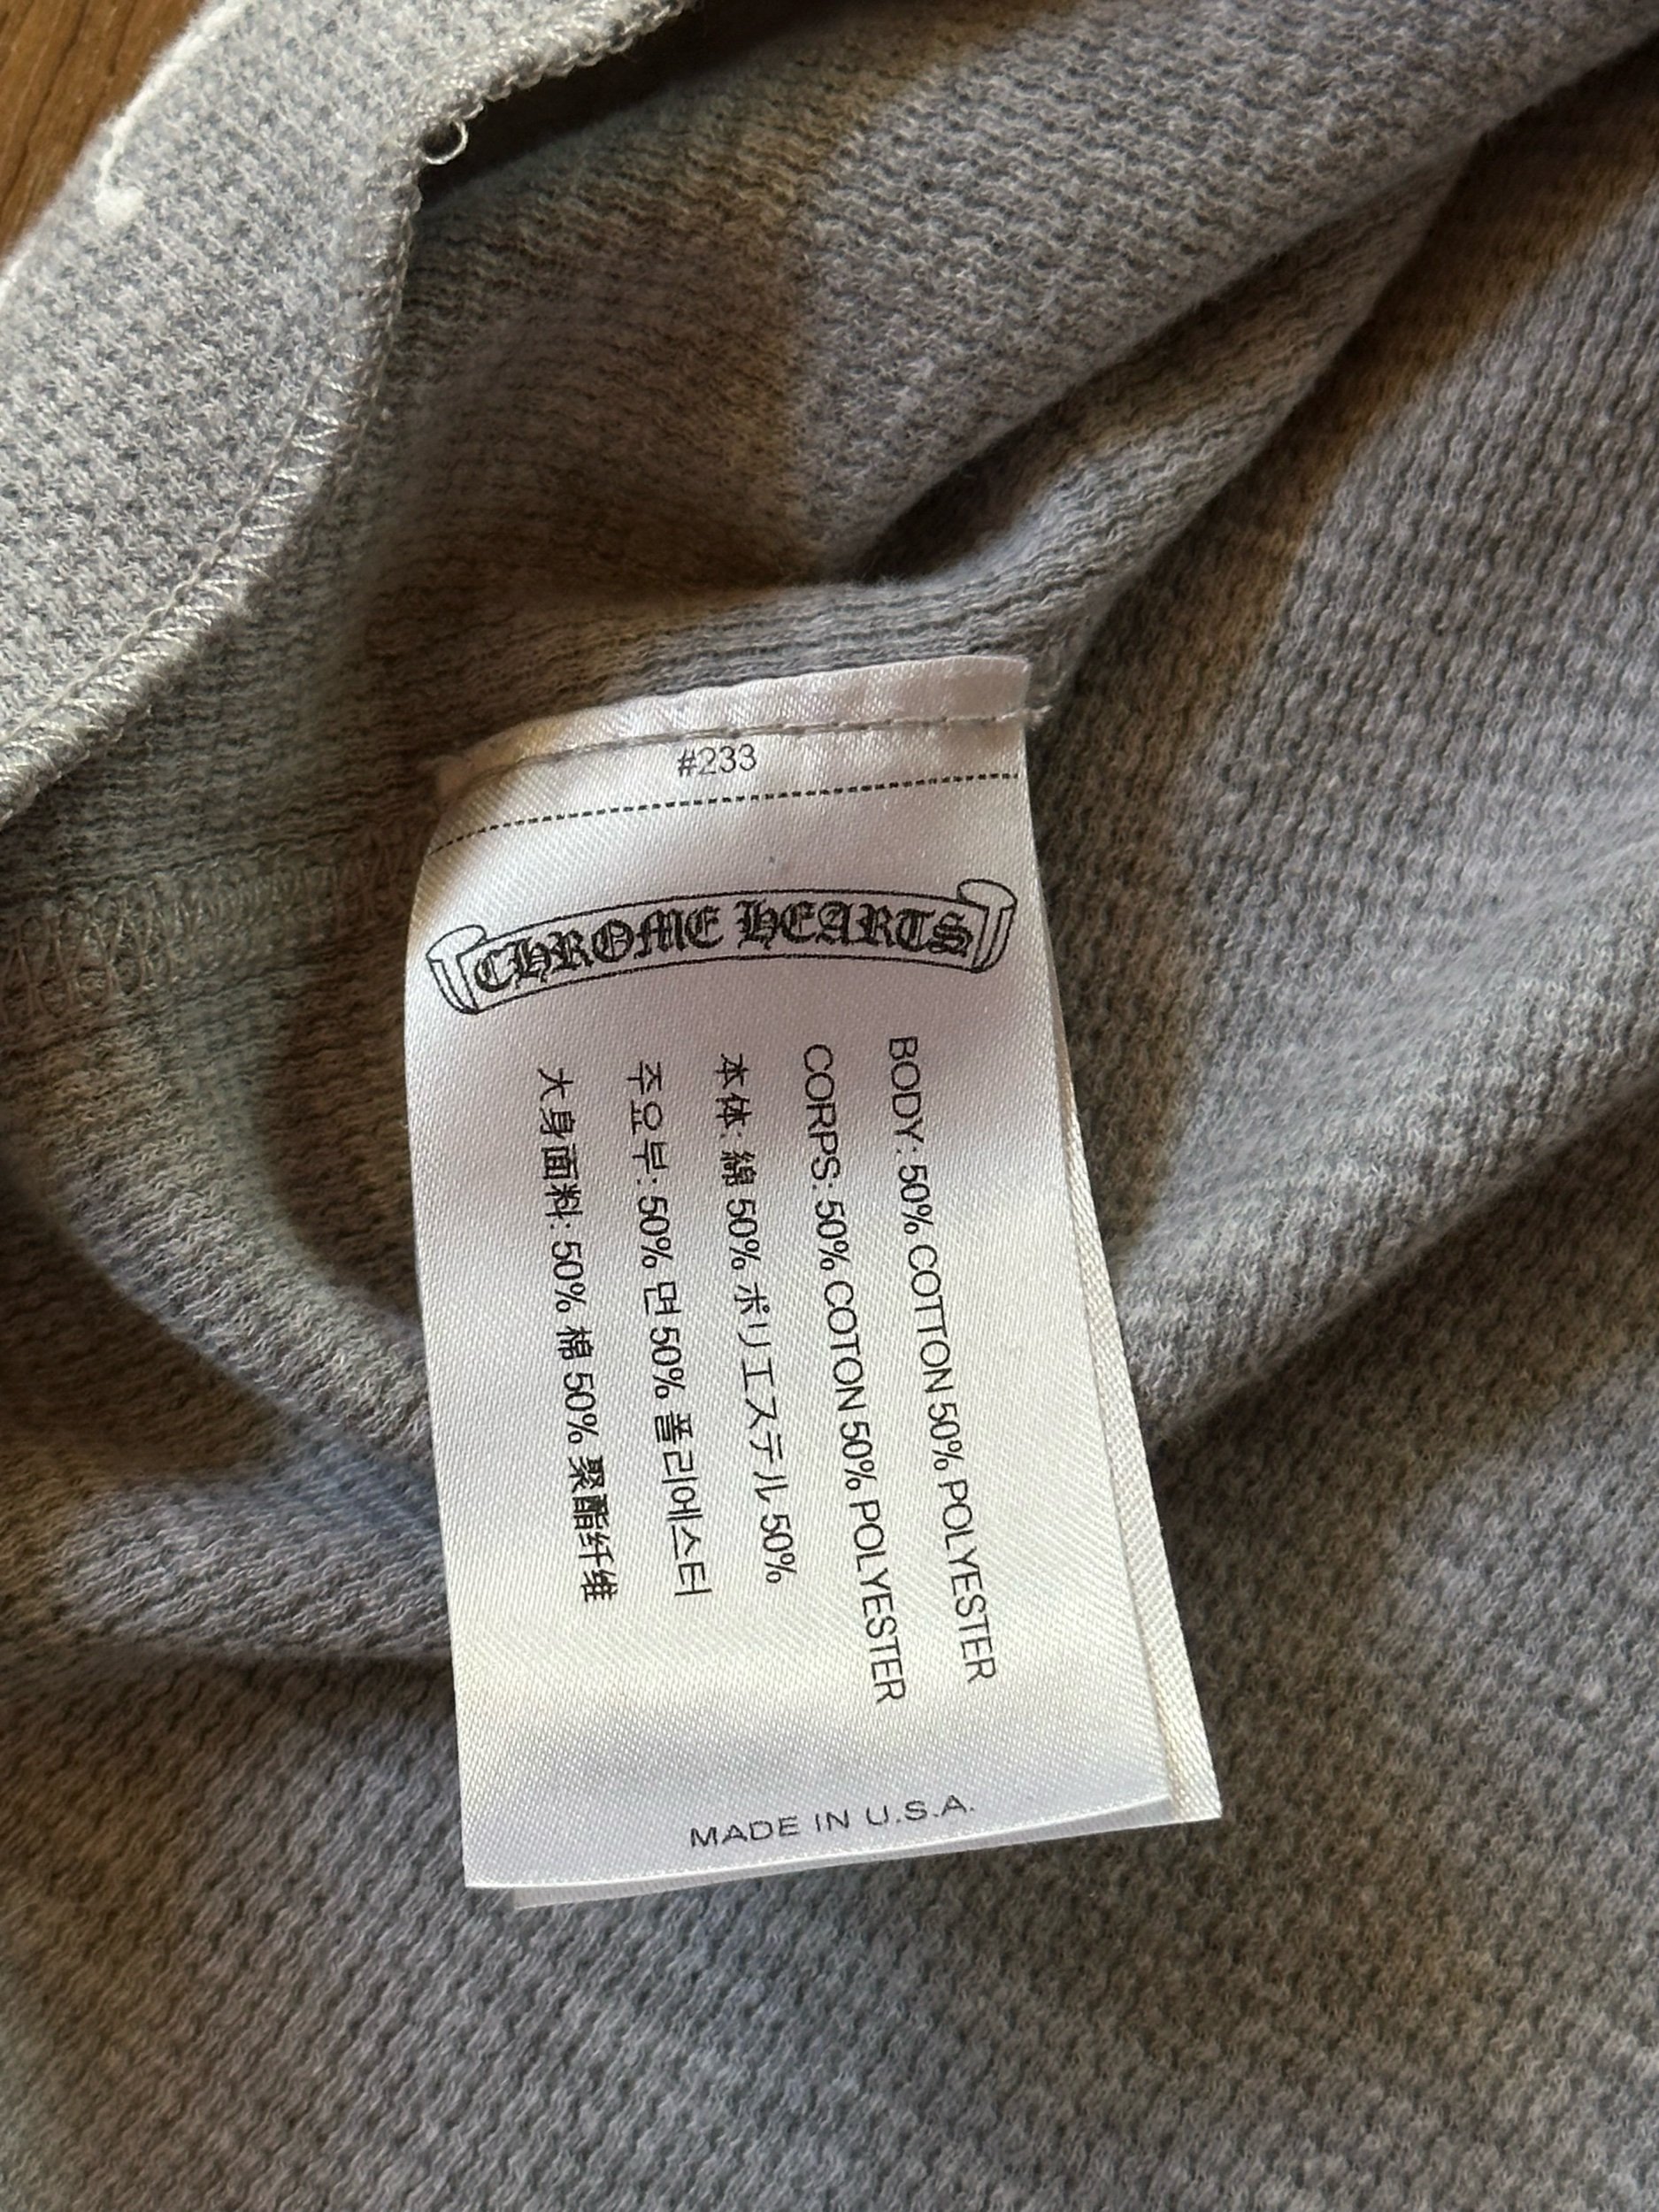 #233
CHROME HEARTS
BODY: 50% COTTON 50% POLYESTER
CORPS: 50% COTON 50% POLYESTER
本体: 綿 50% ポリエステル 50%
주요부: 50% 면 50% 폴리에스터
大身面料: 50% 棉 50% 聚酯纤维
MADE IN U.S.A.